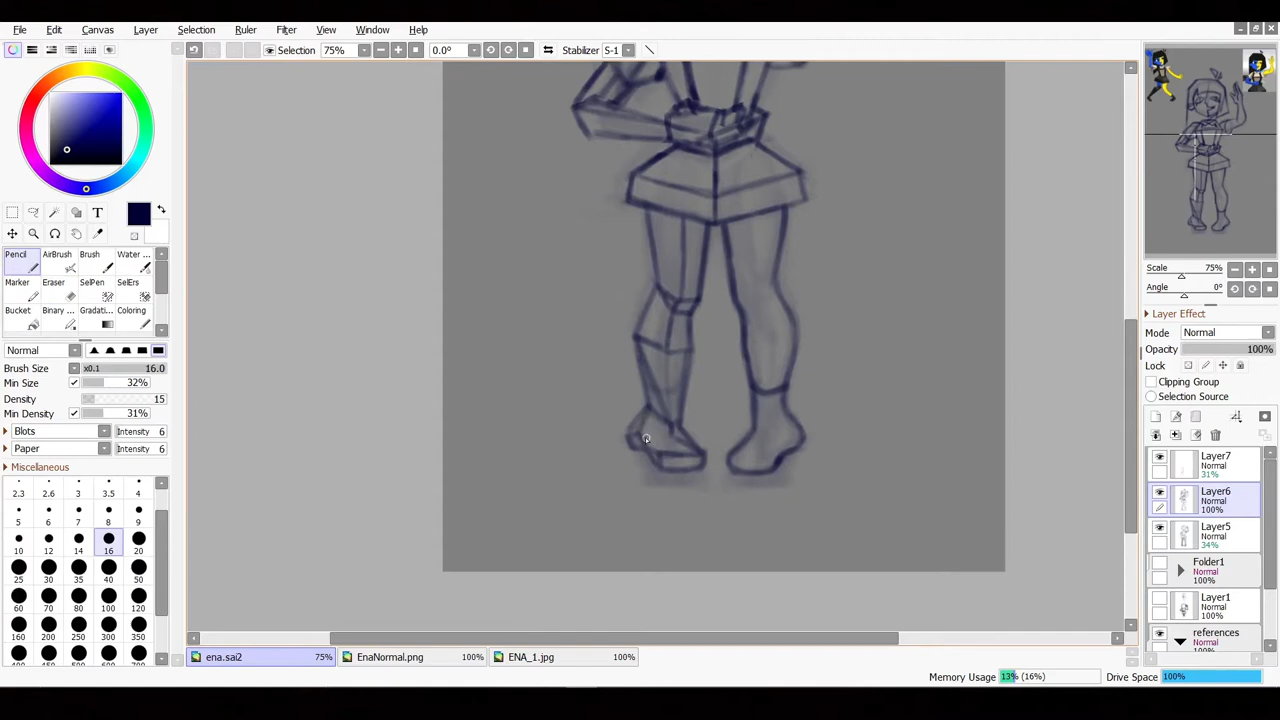 File Edit Canvas Layer Selection Ruler Filter View Window Help
Selection 75% 0.0° Stabilizer S-1
Pencil AirBrush Brush Water ...
Marker Eraser SelPen SelErs
Bucket Binary ... Gradati... Coloring
Normal
Brush Size x0.1 16.0
Min Size 32%
Density 15
Min Density 31%
Blots Intensity 6
Paper Intensity 6
Miscellaneous
2.3 2.6 3 3.5 4
5 6 7 8 9
10 12 14 16 20
25 30 35 40 50
60 70 80 100 120
160 200 250 300 350
ena.sai2 75% EnaNormal.png 100% ENA_1.jpg 100%
Scale 75%
Angle 0°
Layer Effect
Mode Normal
Opacity 100%
Lock
Clipping Group
Selection Source
Layer7
Normal
31%
Layer6
Normal
100%
Layer5
Normal
34%
Folder1
Normal
100%
Layer1
Normal
100%
references
Normal
100%
Memory Usage 13% (16%) Drive Space 100%